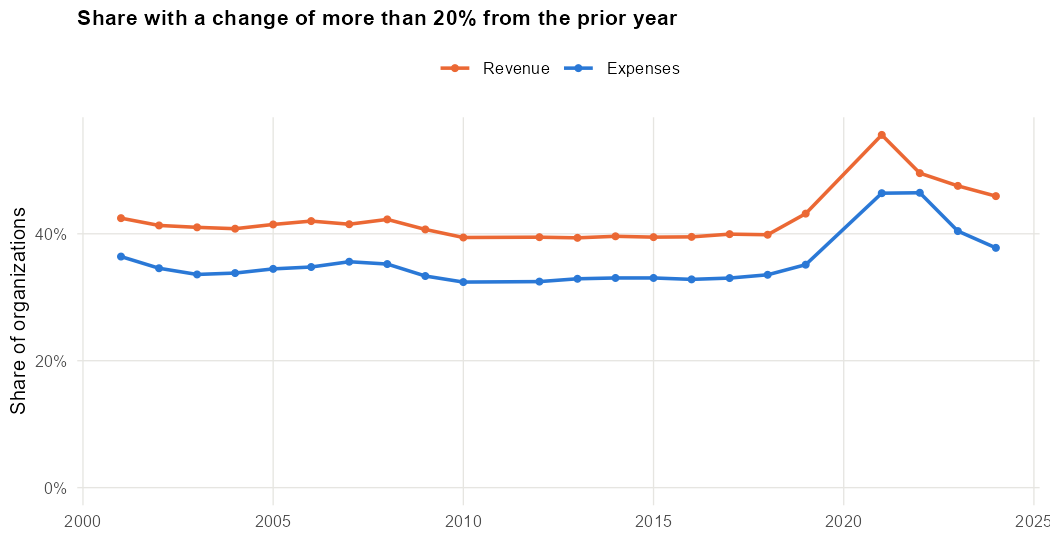 Share with a change of more than 20% from the prior year
Revenue Expenses
Share of organizations
40%
20%
0%
2000 2005 2010 2015 2020 2025